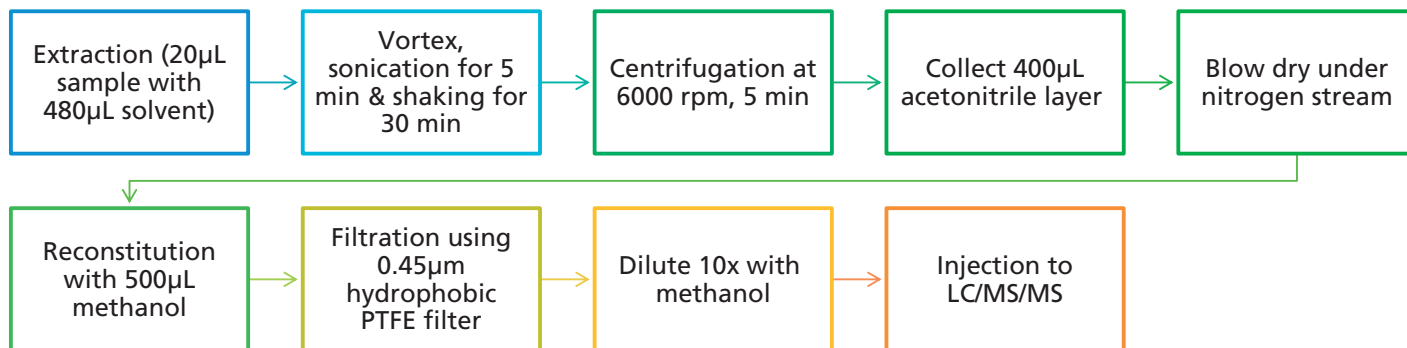 Extraction (20µL
sample with
480µL solvent)
Vortex,
sonication for 5
min & shaking for
30 min
Centrifugation at
6000 rpm, 5 min
Collect 400µL
acetonitrile layer
Blow dry under
nitrogen stream
Reconstitution
with 500µL
methanol
Filtration using
0.45µm
hydrophobic
PTFE filter
Dilute 10x with
methanol
Injection to
LC/MS/MS